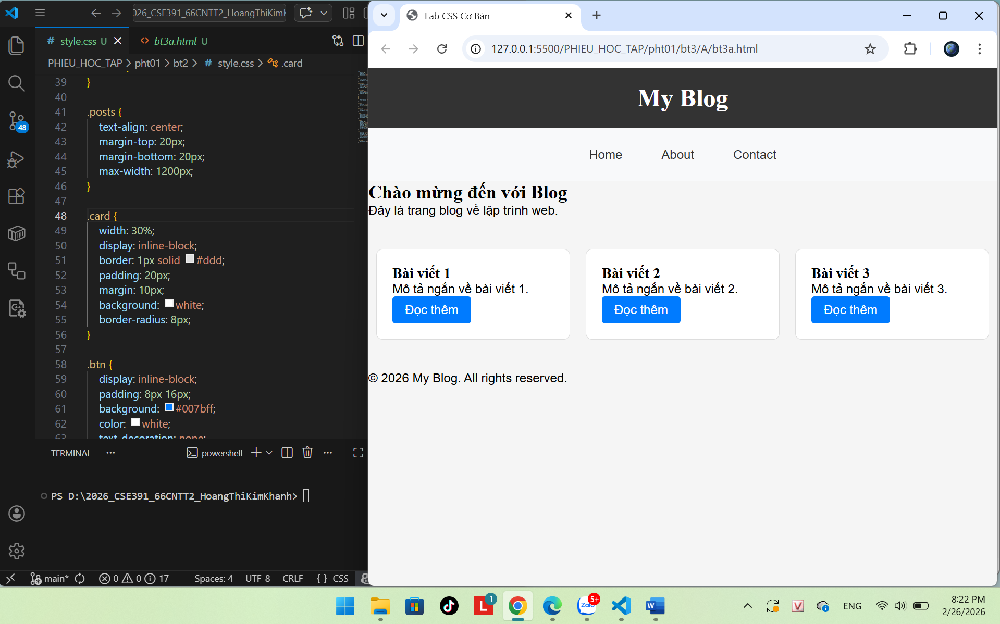 2026_CSE391_66CNTT2_HoangThiKimK
# style.css U
<> bt3a.html U
PHIEU_HOC_TAP > pht01 > bt2 > # style.css > .card
39 }
40
41 .posts {
42 text-align: center;
43 margin-top: 20px;
44 margin-bottom: 20px;
45 max-width: 1200px;
46 }
47
48 .card {
49 width: 30%;
50 display: inline-block;
51 border: 1px solid #ddd;
52 padding: 20px;
53 margin: 10px;
54 background: white;
55 border-radius: 8px;
56 }
57
58 .btn {
59 display: inline-block;
60 padding: 8px 16px;
61 background: #007bff;
62 color: white;
63 text-decoration: none;
48
TERMINAL
powershell
PS D:\2026_CSE391_66CNTT2_HoangThiKimKhanh>
main* 0 0 17 Spaces: 4 UTF-8 CRLF { } CSS
Lab CSS Cơ Bản
127.0.0.1:5500/PHIEU_HOC_TAP/pht01/bt3/A/bt3a.html
My Blog
Home About Contact
Chào mừng đến với Blog
Đây là trang blog về lập trình web.
Bài viết 1
Mô tả ngắn về bài viết 1.
Đọc thêm
Bài viết 2
Mô tả ngắn về bài viết 2.
Đọc thêm
Bài viết 3
Mô tả ngắn về bài viết 3.
Đọc thêm
© 2026 My Blog. All rights reserved.
L 1
Zalo 5+
W
V
ENG
8:22 PM
2/26/2026